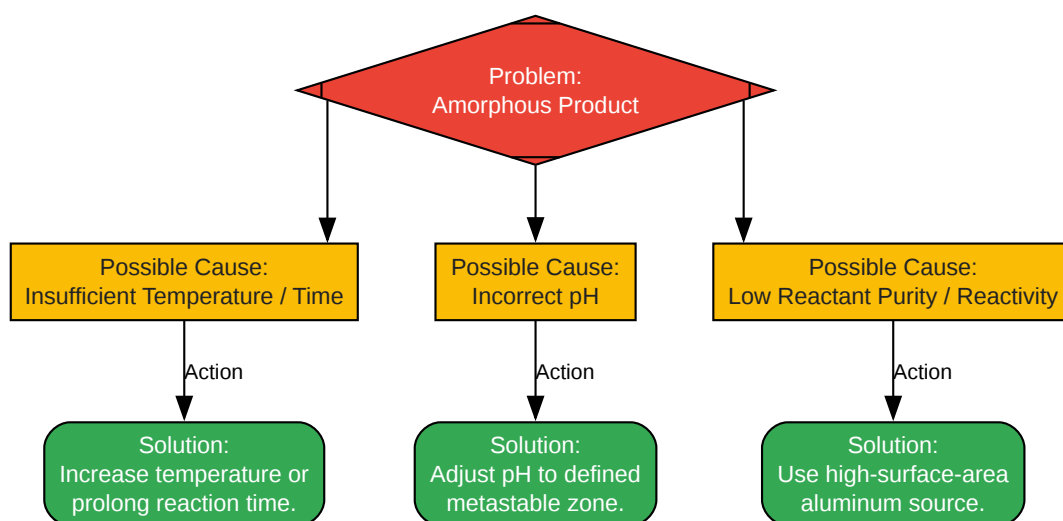 Problem:
Amorphous Product
Possible Cause:
Insufficient Temperature / Time
Possible Cause:
Incorrect pH
Possible Cause:
Low Reactant Purity / Reactivity
Action
Action
Action
Solution:
Increase temperature or
prolong reaction time.
Solution:
Adjust pH to defined
metastable zone.
Solution:
Use high-surface-area
aluminum source.